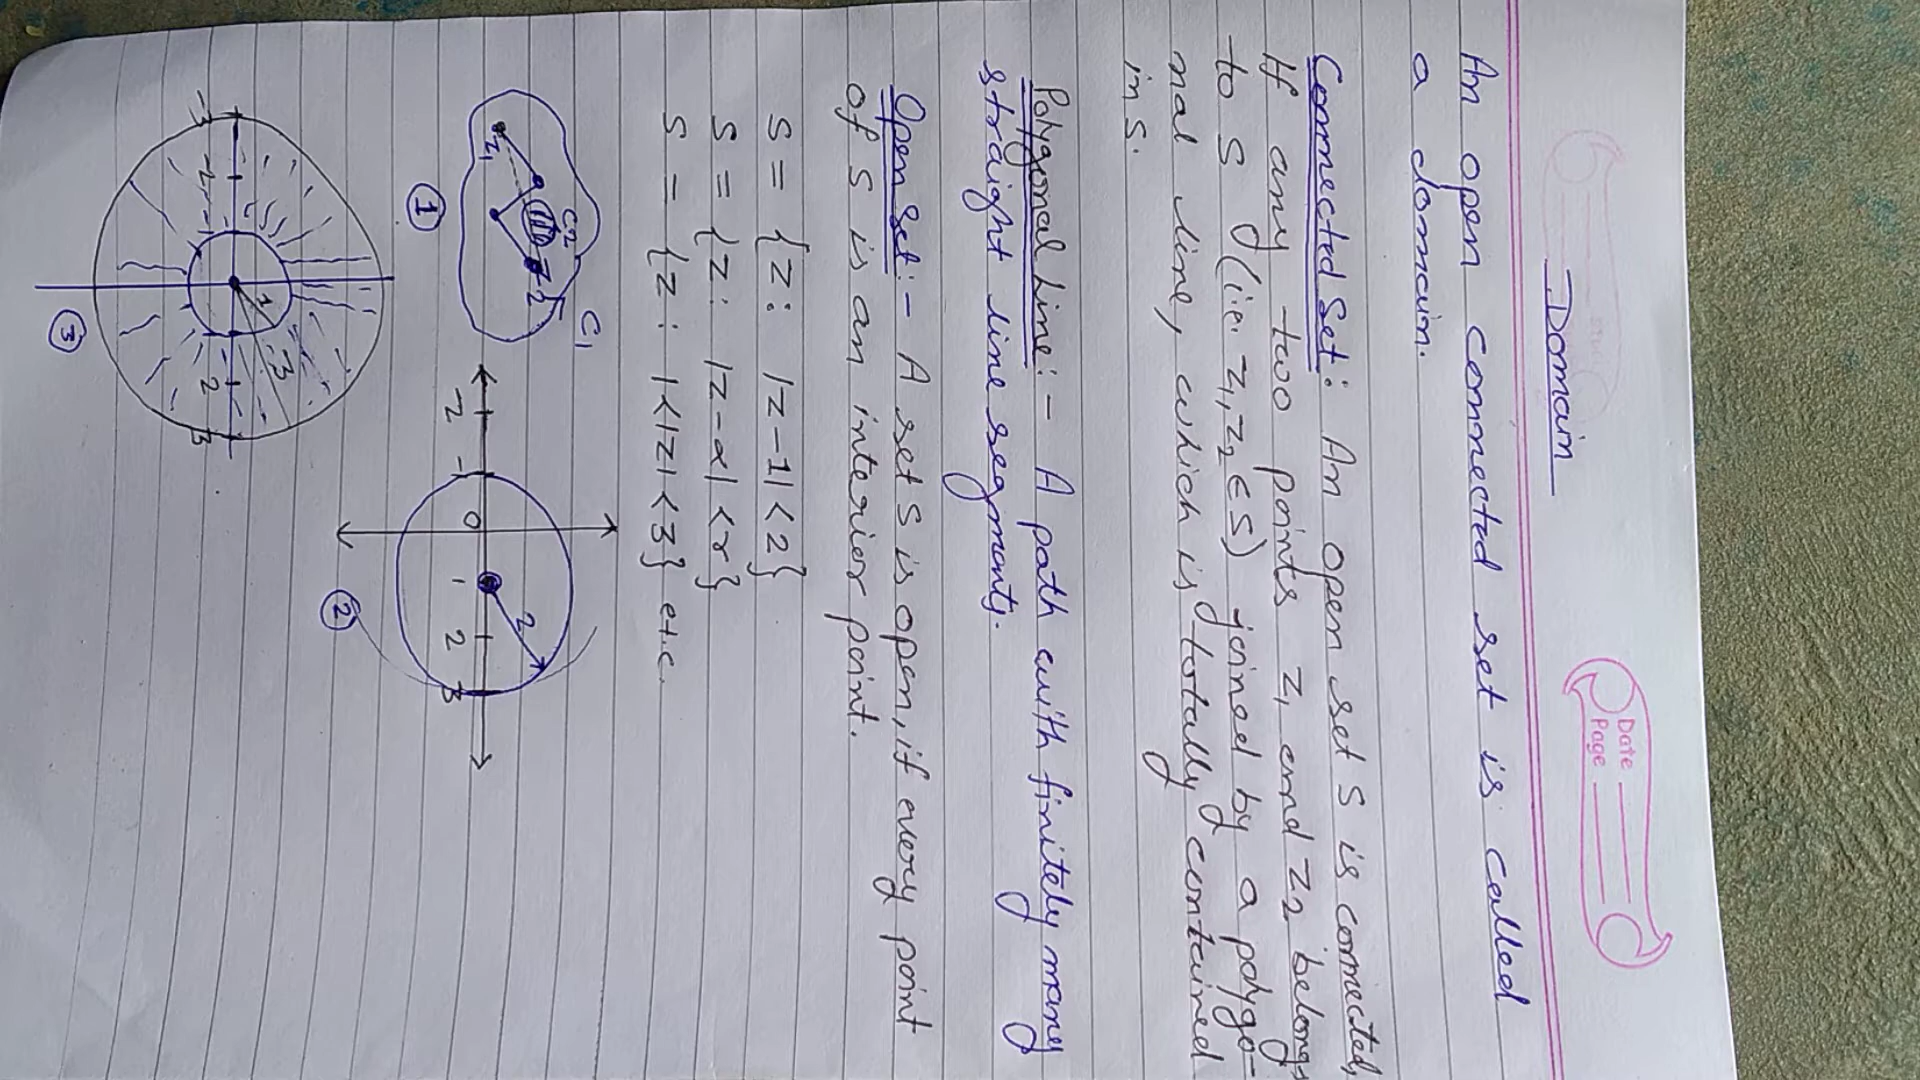 Date
Page
Domain
An open connected set is called
a domain.
Connected Set: An open set S is connected,
If any two points z₁ and z₂ belongs
to S (i.e. z₁, z₂ ∈ S) joined by a polygo-
nal line, which is totally contained
in S.
Polygonal Line:- A path with finitely many
straight line segments.
Open set:- A set S is open, if every point
of S is an interior point.
S = {z: |z-1| < 2}
S = {z: |z-α| < r}
S = {z: 1<|z|<3} etc.
C₁
C₂
z₁
z₂
①
-2 -1 0 1 2 3
2
②
-3 -2 -1 2 3
1
3
③